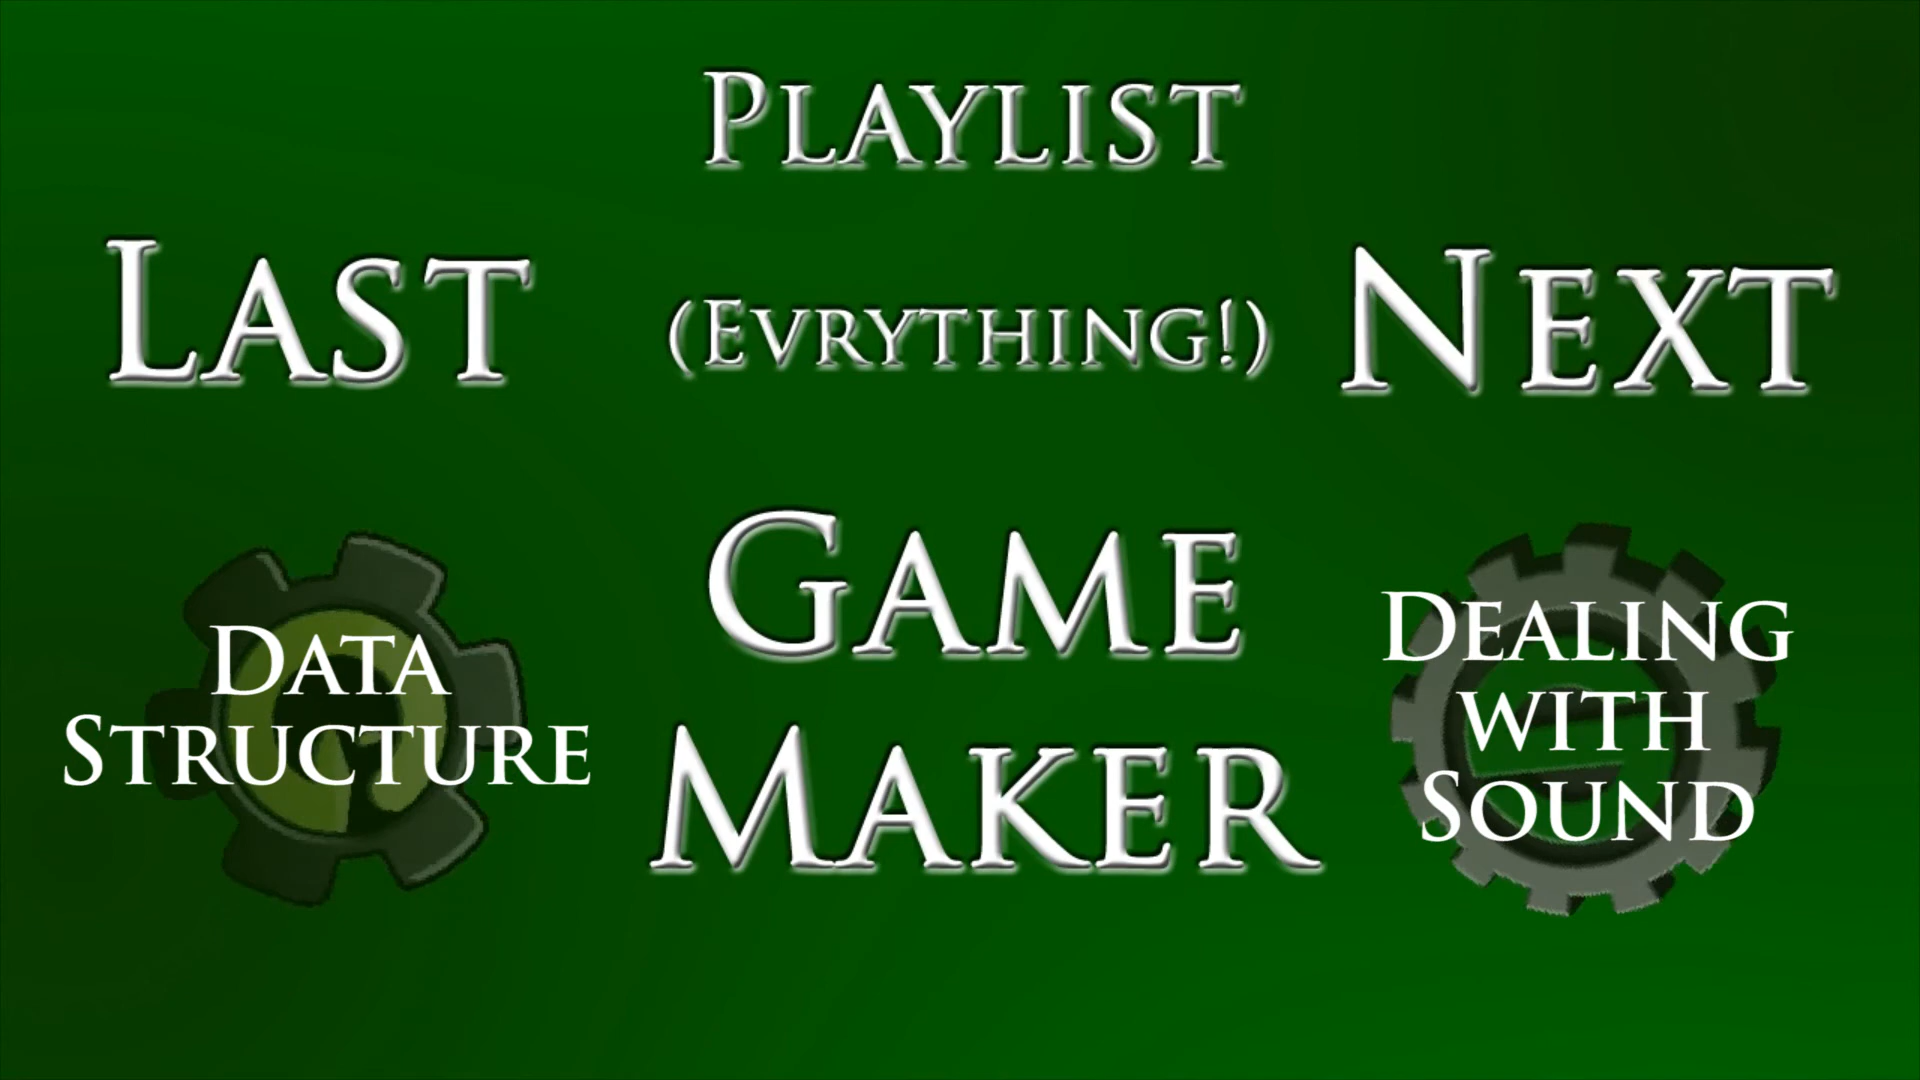 PLAYLIST
LAST
(EVRYTHING!)
NEXT
GAME
MAKER
DATA
STRUCTURE
DEALING
WITH
SOUND